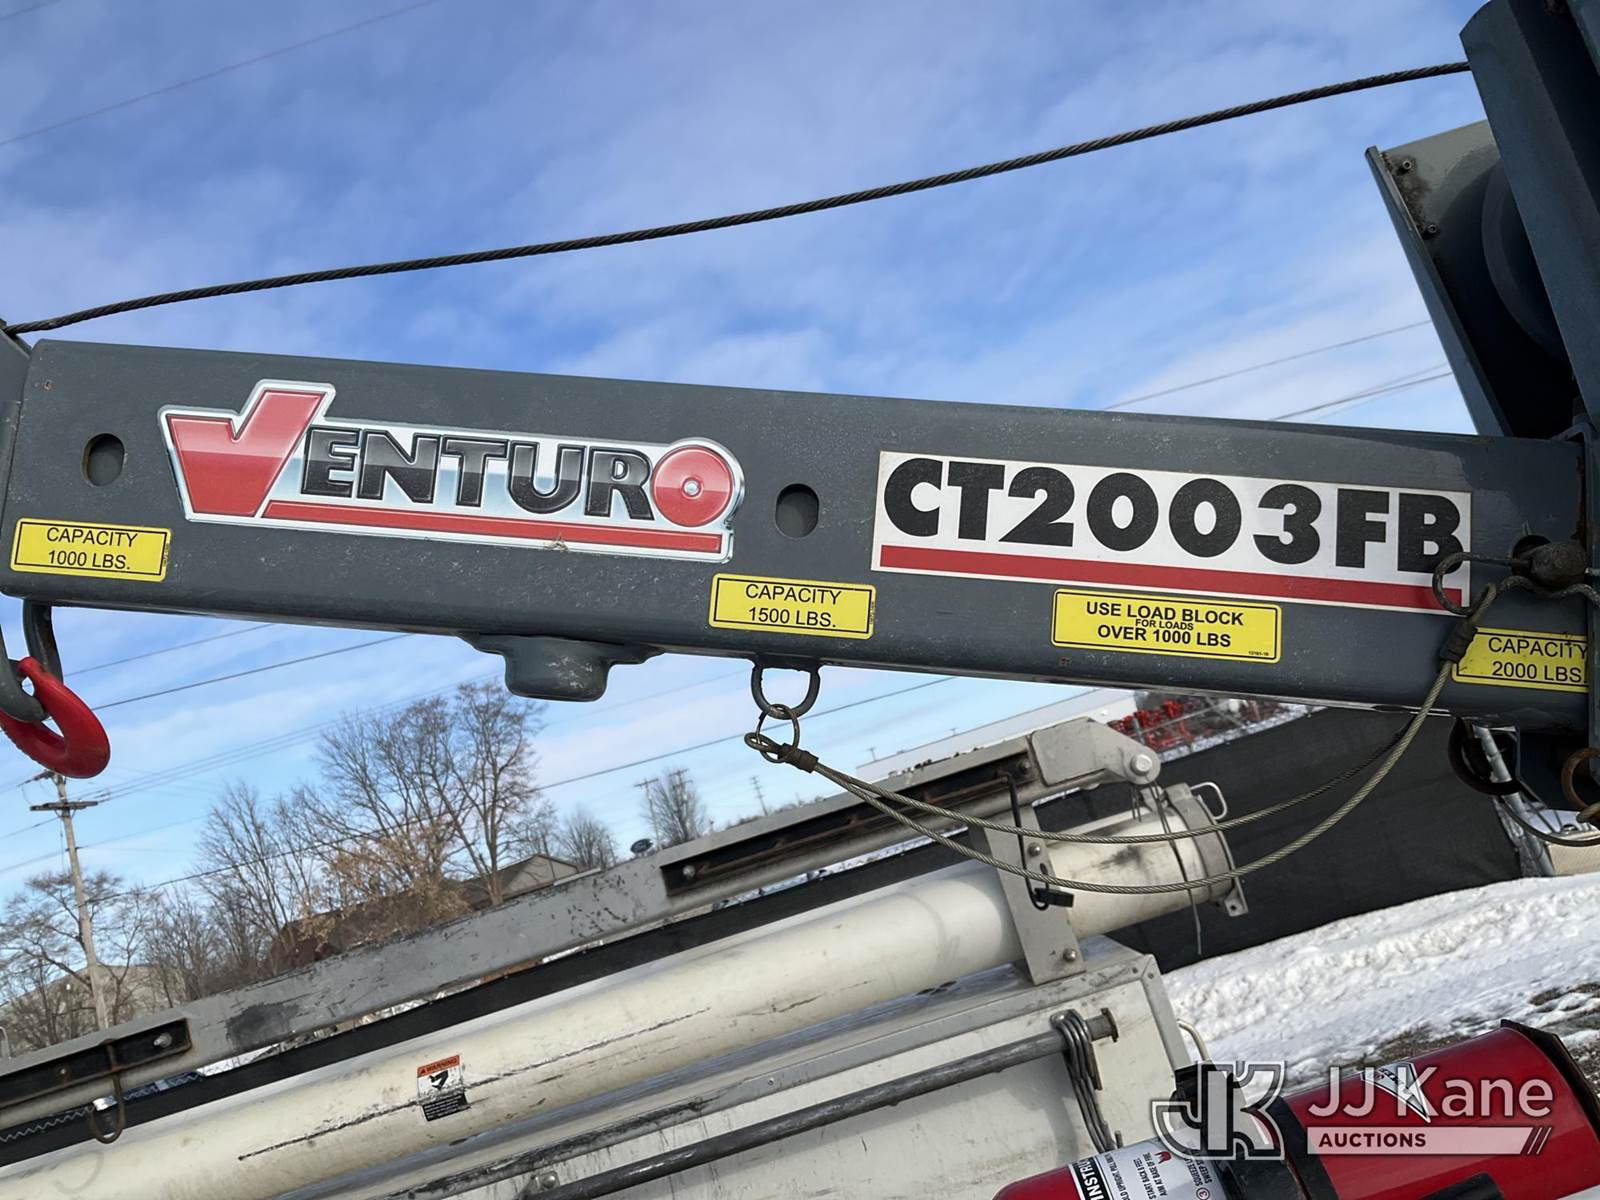 VENTURO
CT2003FB
CAPACITY
1000 LBS.
CAPACITY
1500 LBS.
USE LOAD BLOCK
FOR LOADS
OVER 1000 LBS
CAPACITY
2000 LBS.
WARNING
JJ Kane
AUCTIONS